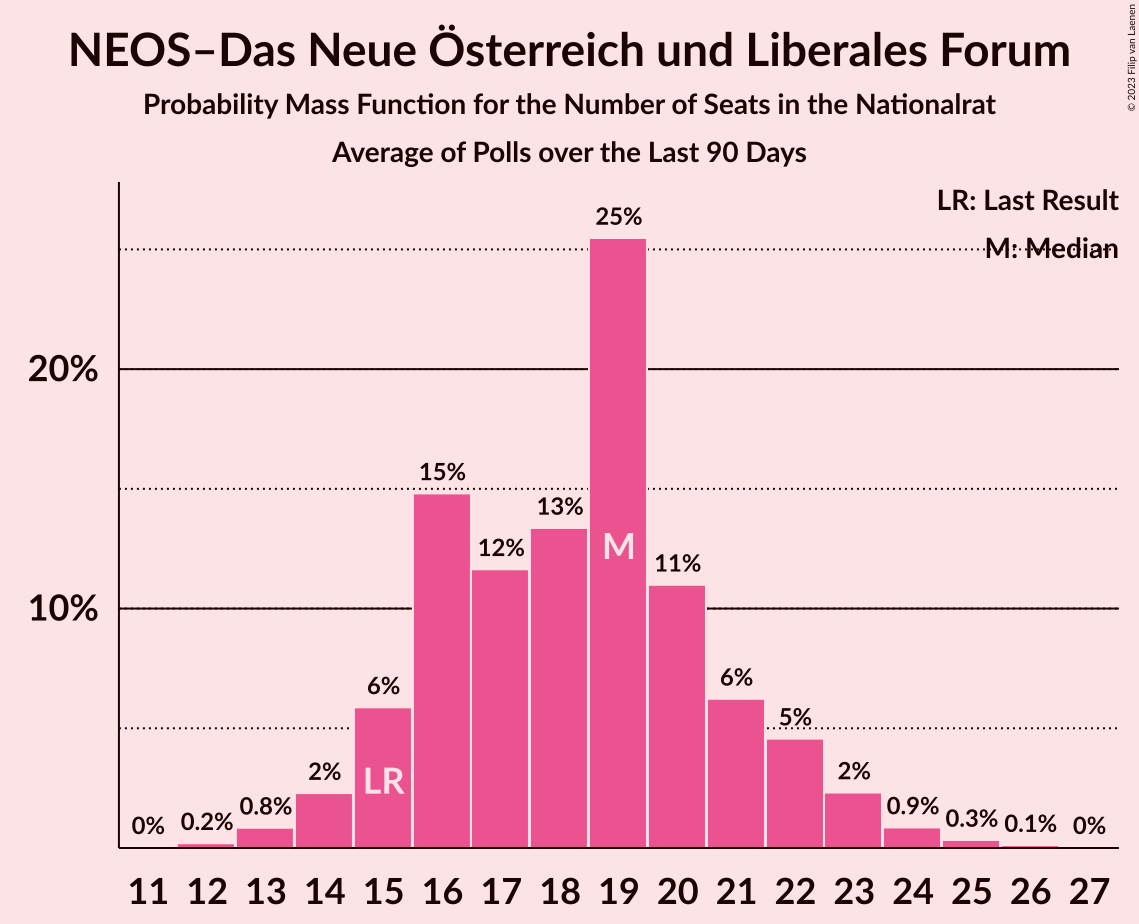 NEOS–Das Neue Österreich und Liberales Forum
Probability Mass Function for the Number of Seats in the Nationalrat
Average of Polls over the Last 90 Days
© 2023 Filip van Laenen
LR: Last Result
M: Median
20%
10%
0%
0.2%
0.8%
2%
6%
15%
12%
13%
25%
11%
6%
5%
2%
0.9%
0.3%
0.1%
0%
LR
M
11 12 13 14 15 16 17 18 19 20 21 22 23 24 25 26 27